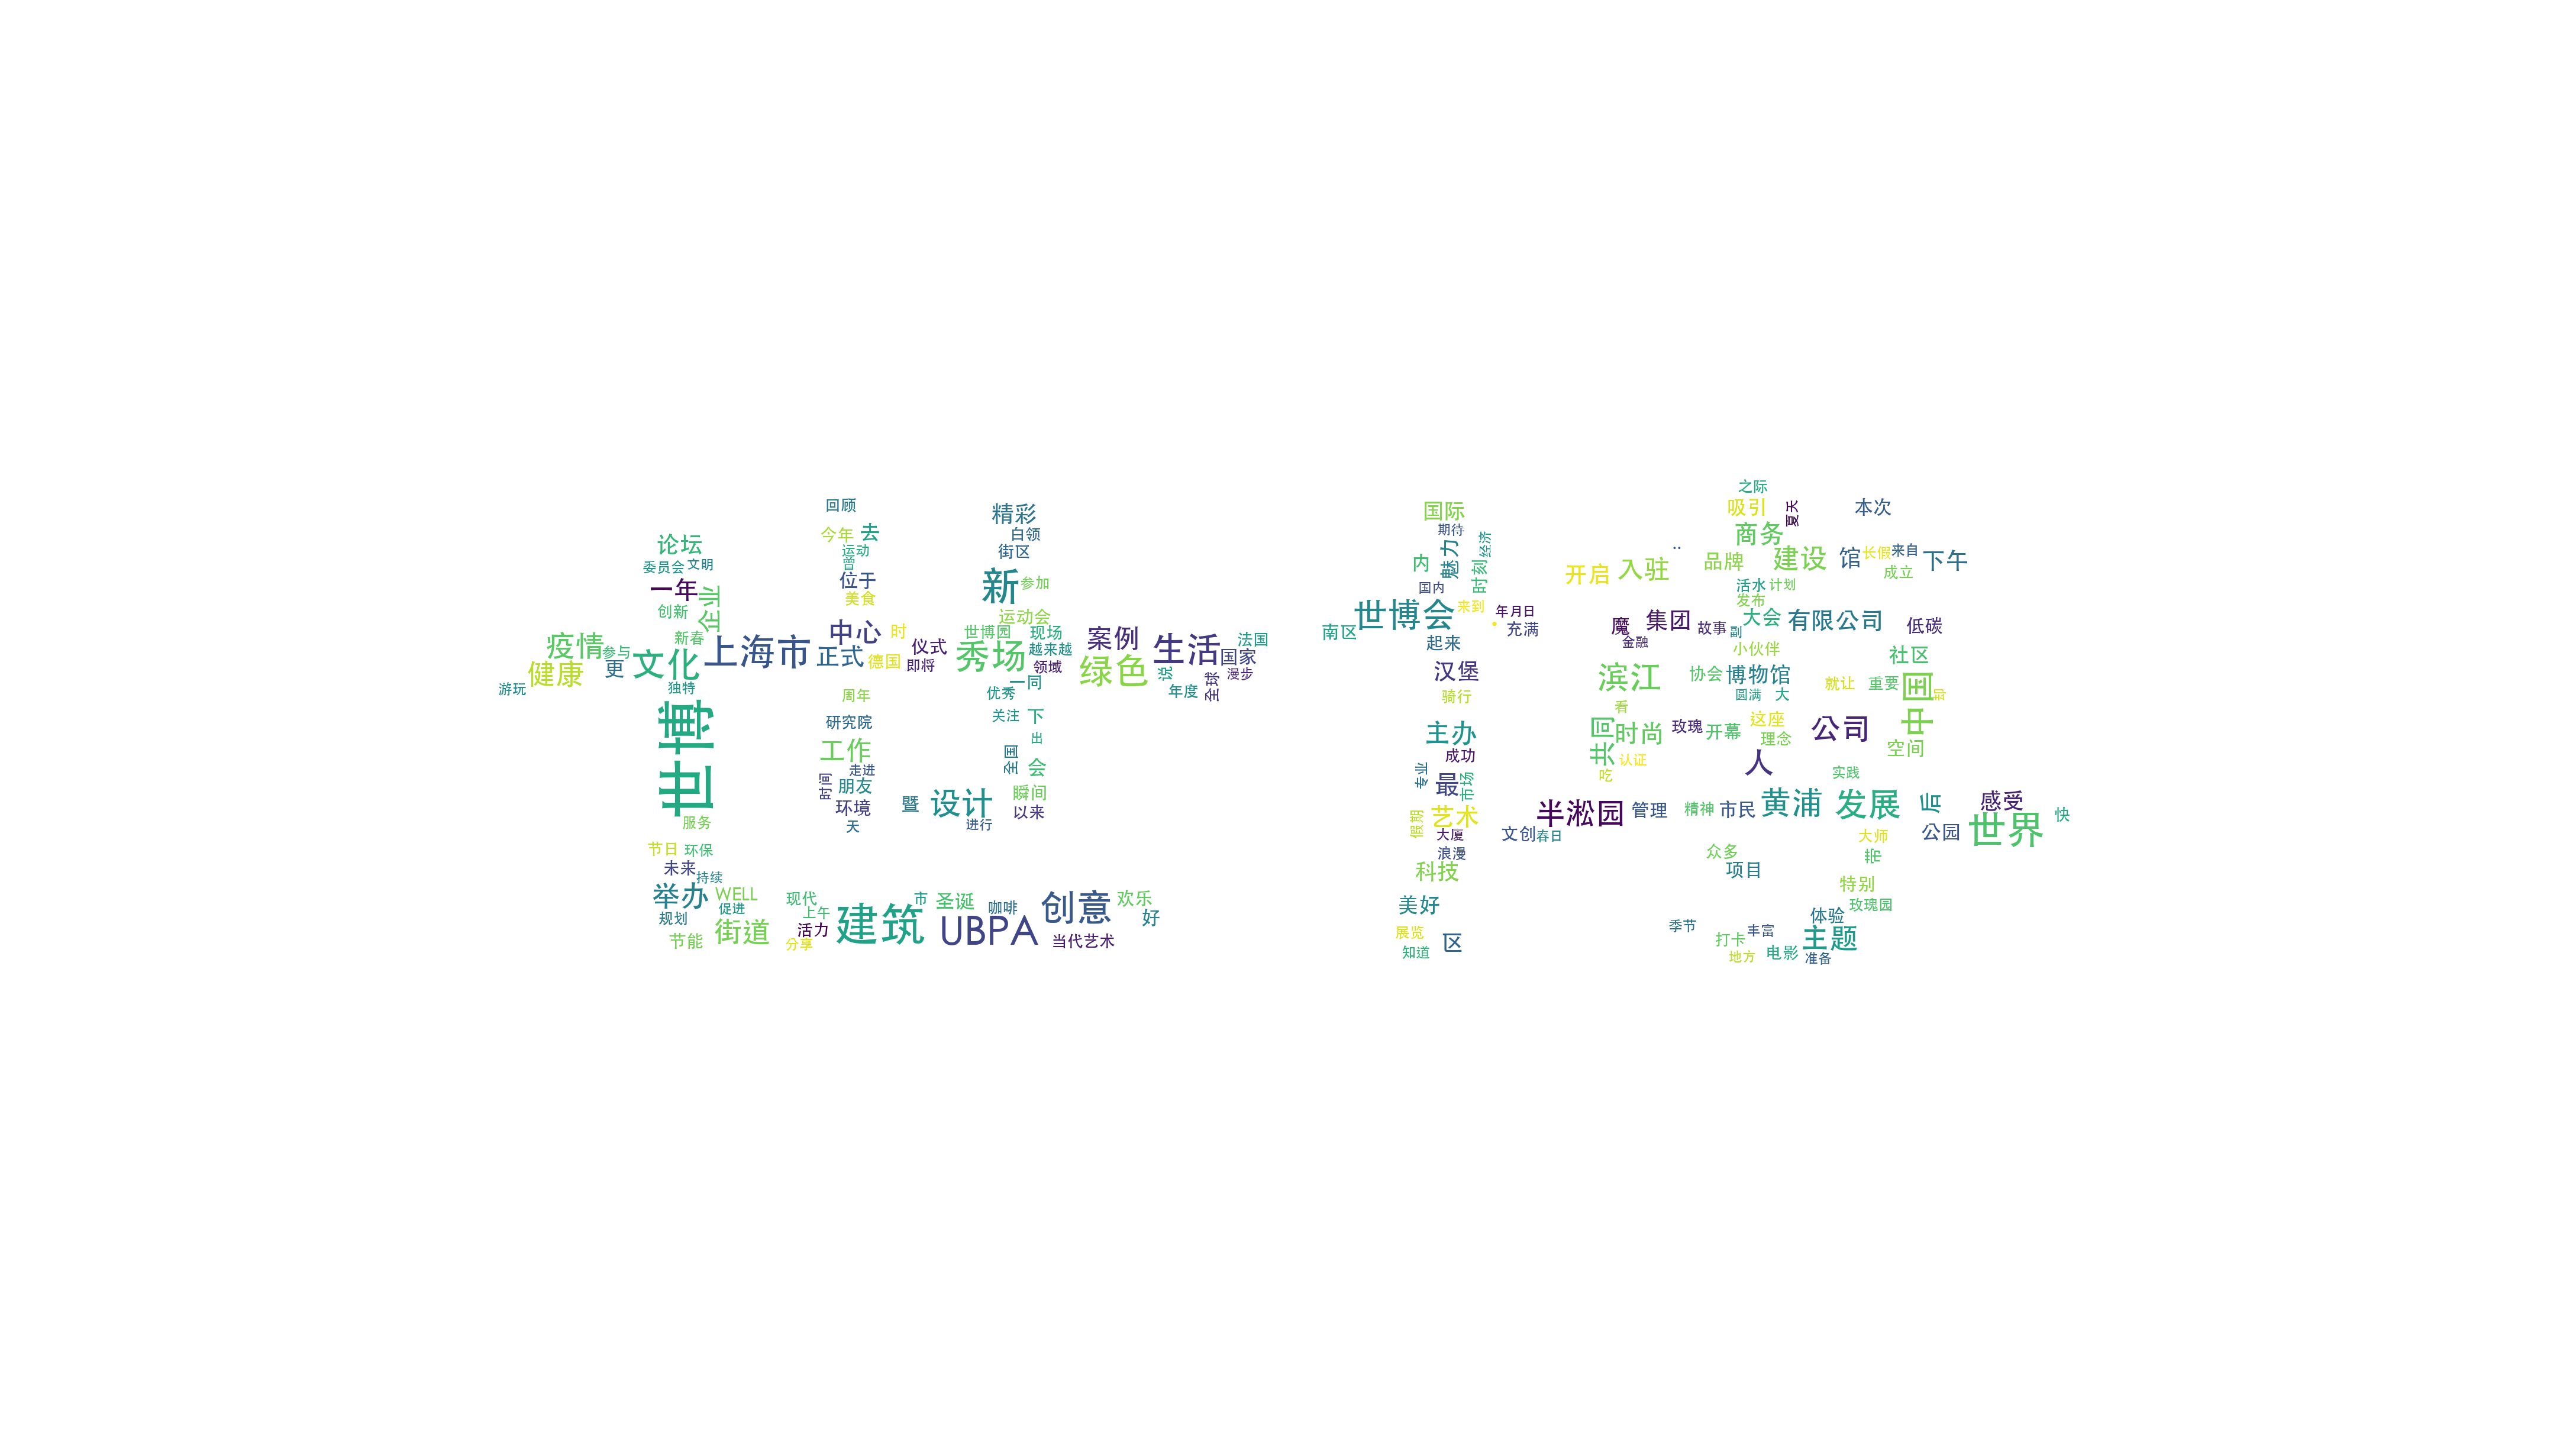 回顾
精彩
今年
去
白领
论坛
运动
街区
委员会
文明
曾
位于
新
参加
一年
企业
美食
创新
运动会
新春
中心
时
世博园
现场
案例
生活
法国
疫情
参与
文化
上海市
正式
德国
仪式
秀场
越来越
国家
健康
更
即将
领域
绿色
漫步
游玩
独特
一同
年度
优秀
周年
世博
研究院
关注
下
出
工作
全国
会
走进
时间
朋友
瞬间
环境
暨
设计
以来
服务
天
进行
节日
环保
未来
持续
举办
WELL
现代
市
圣诞
咖啡
创意
欢乐
规划
促进
上午
建筑
UBPA
好
节能
街道
活力
分享
当代艺术
之际
国际
吸引
夏天
本次
期待
商务
魅力
经济
内
时刻
..
开启
入驻
品牌
建设
馆
长假
来自
下午
国内
活水
计划
成立
发布
世博会
来到
年月日
南区
充满
魔
集团
故事
副
大会
有限公司
低碳
起来
金融
小伙伴
社区
汉堡
滨江
协会
博物馆
骑行
圆满
大
就让
重要
中国
看
主办
共同
时尚
玫瑰
开幕
这座
公司
理念
空间
成功
认证
人
专业
最
市场
吃
实践
艺术
半淞园
管理
精神
市民
黄浦
发展
后
感受
快
假期
大厦
文创
春日
大师
公园
世界
浪漫
众多
科技
项目
特别
美好
玫瑰园
体验
展览
区
季节
打卡
丰富
主题
知道
地方
电影
准备